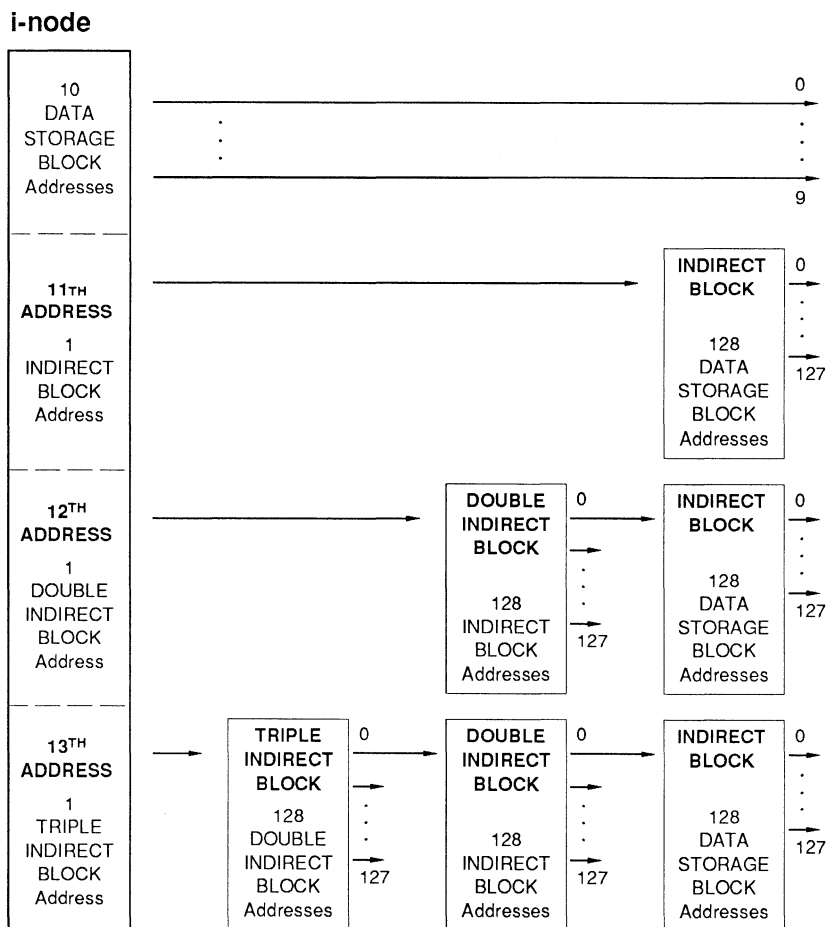 i-node
10
DATA
STORAGE
BLOCK
Addresses
0
9
11TH
ADDRESS
1
INDIRECT
BLOCK
Address
INDIRECT
BLOCK
128
DATA
STORAGE
BLOCK
Addresses
0
127
12TH
ADDRESS
1
DOUBLE
INDIRECT
BLOCK
Address
DOUBLE
INDIRECT
BLOCK
128
INDIRECT
BLOCK
Addresses
0
127
INDIRECT
BLOCK
128
DATA
STORAGE
BLOCK
Addresses
0
127
13TH
ADDRESS
1
TRIPLE
INDIRECT
BLOCK
Address
TRIPLE
INDIRECT
BLOCK
128
DOUBLE
INDIRECT
BLOCK
Addresses
0
127
DOUBLE
INDIRECT
BLOCK
128
INDIRECT
BLOCK
Addresses
0
127
INDIRECT
BLOCK
128
DATA
STORAGE
BLOCK
Addresses
0
127